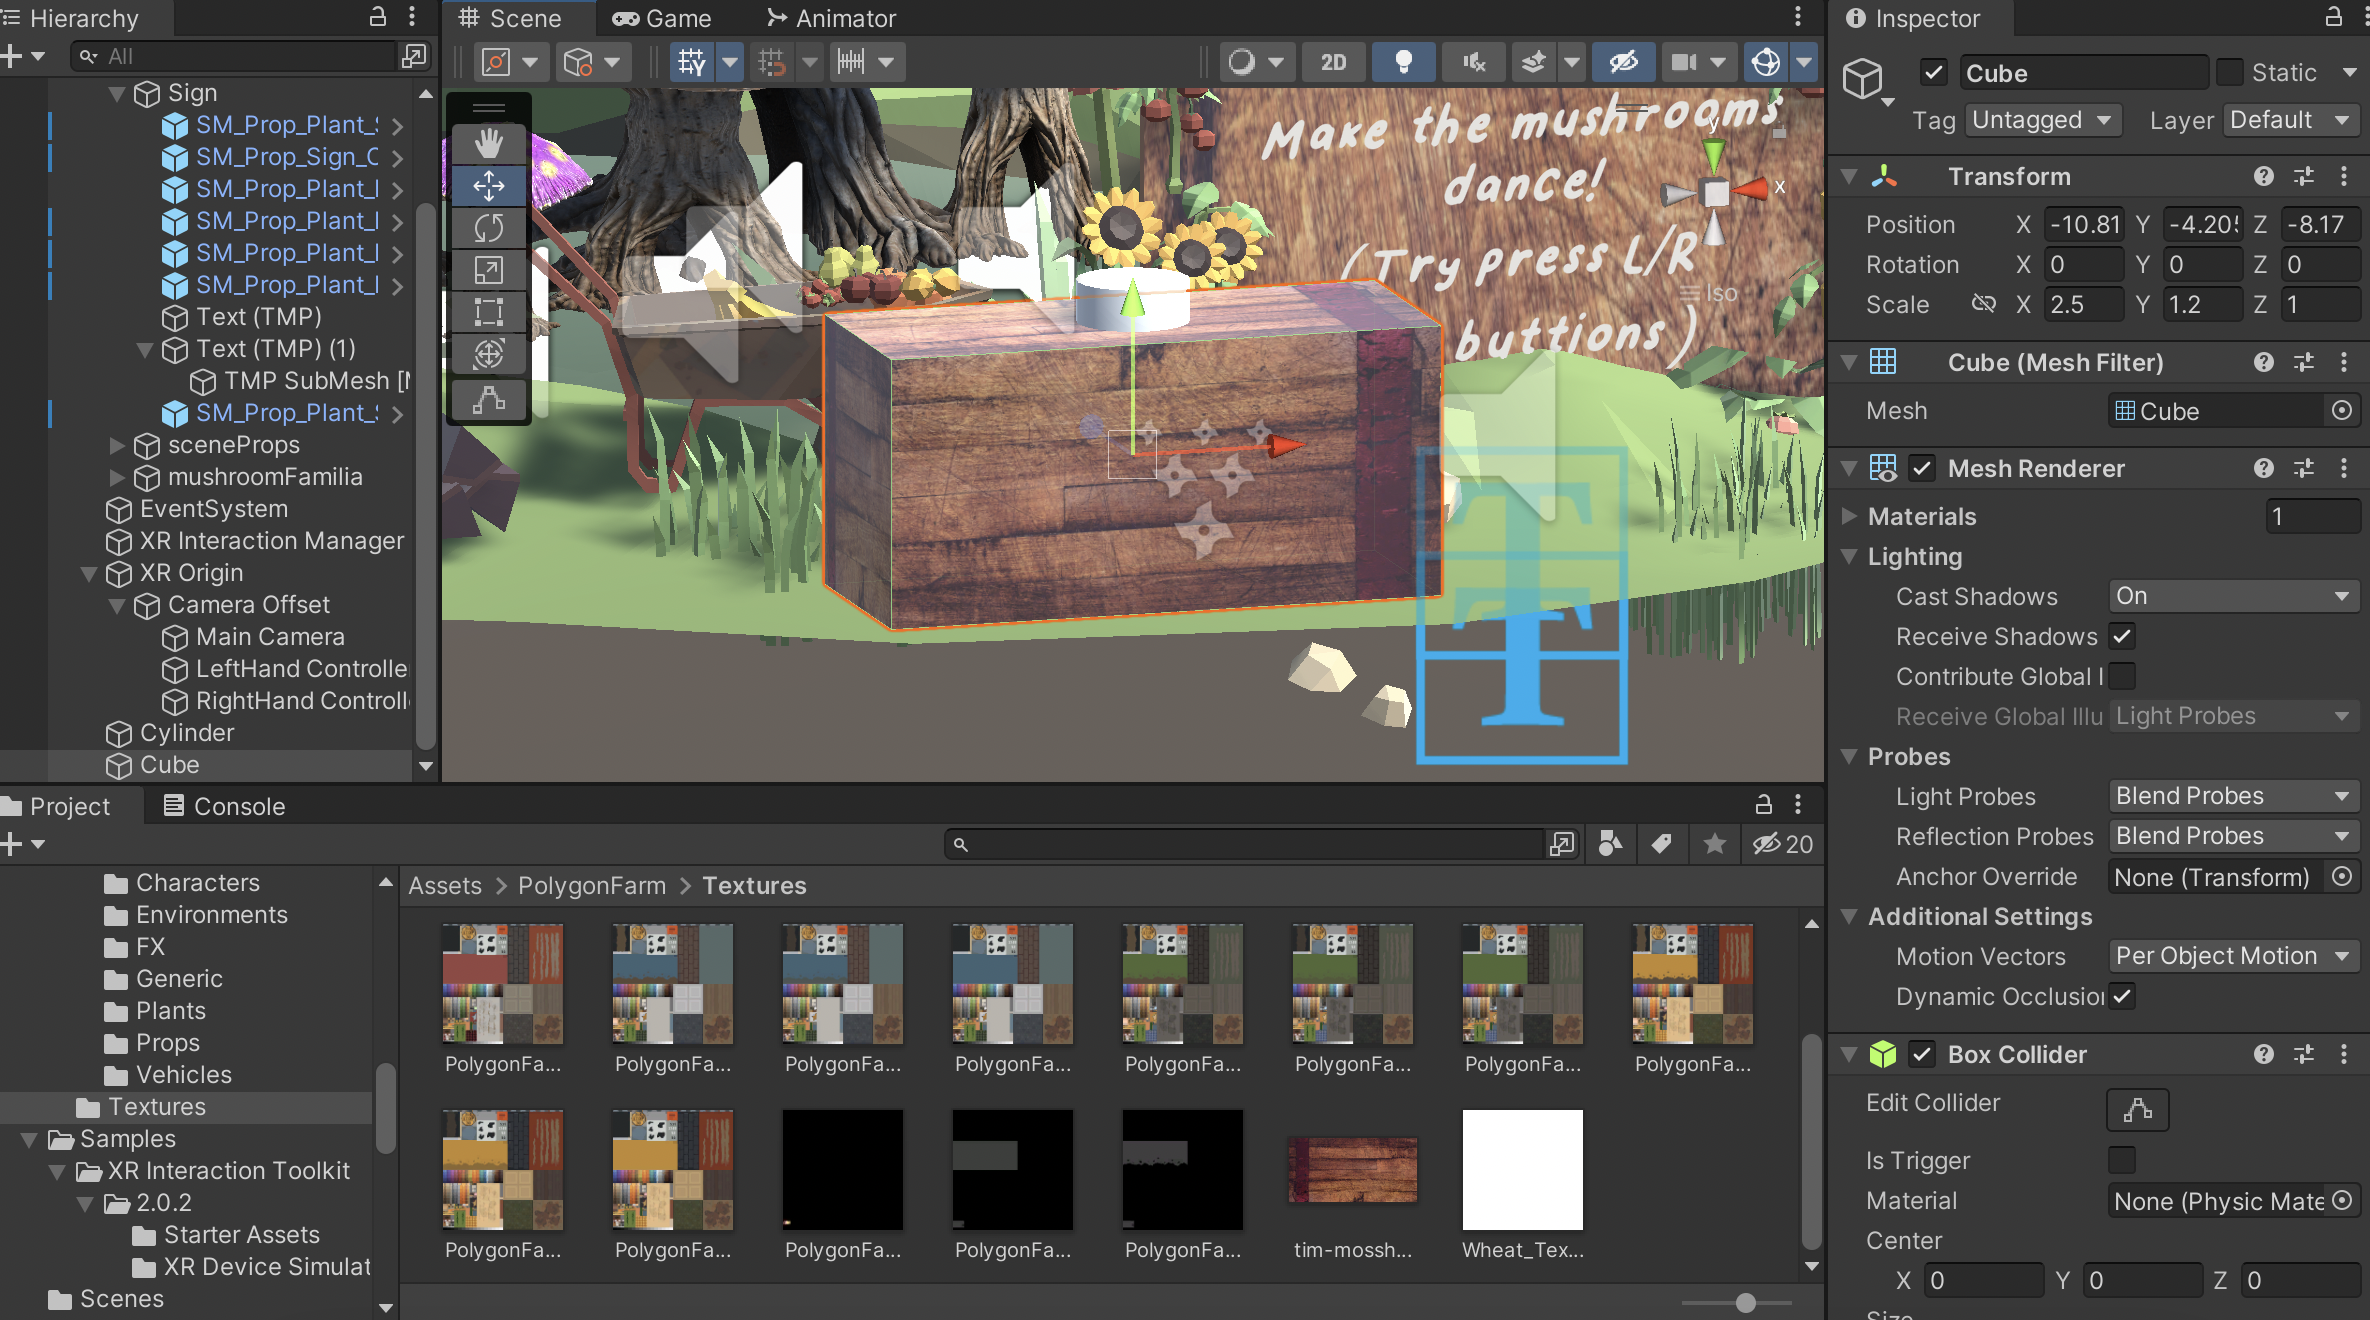 Hierarchy
All
Sign
SM_Prop_Plant_
SM_Prop_Sign_
SM_Prop_Plant_
SM_Prop_Plant_
SM_Prop_Plant_
SM_Prop_Plant_
Text (TMP)
Text (TMP) (1)
TMP SubMesh
SM_Prop_Plant_
sceneProps
mushroomFamilia
EventSystem
XR Interaction Manager
XR Origin
Camera Offset
Main Camera
LeftHand Controlle
RightHand Controll
Cylinder
Cube
Scene
Game
Animator
2D
Make the mushrooms
dance!
(Try press L/R
buttions)
y
x
Iso
Inspector
Cube
Static
Tag Untagged Layer Default
Transform
Position X -10.81 Y -4.20 Z -8.17
Rotation X 0 Y 0 Z 0
Scale X 2.5 Y 1.2 Z 1
Cube (Mesh Filter)
Mesh Cube
Mesh Renderer
Materials 1
Lighting
Cast Shadows On
Receive Shadows
Contribute Global I
Receive Global Illu Light Probes
Probes
Light Probes Blend Probes
Reflection Probes Blend Probes
Anchor Override None (Transform)
Additional Settings
Motion Vectors Per Object Motion
Dynamic Occlusion
Box Collider
Edit Collider
Is Trigger
Material None (Physic Mate
Center
X 0 Y 0 Z 0
Size
Project
Console
20
Characters
Environments
FX
Generic
Plants
Props
Vehicles
Textures
Samples
XR Interaction Toolkit
2.0.2
Starter Assets
XR Device Simulat
Scenes
Assets > PolygonFarm > Textures
PolygonFa... PolygonFa... PolygonFa... PolygonFa... PolygonFa... PolygonFa... PolygonFa... PolygonFa...
PolygonFa... PolygonFa... PolygonFa... PolygonFa... PolygonFa... tim-mossh... Wheat_Tex...